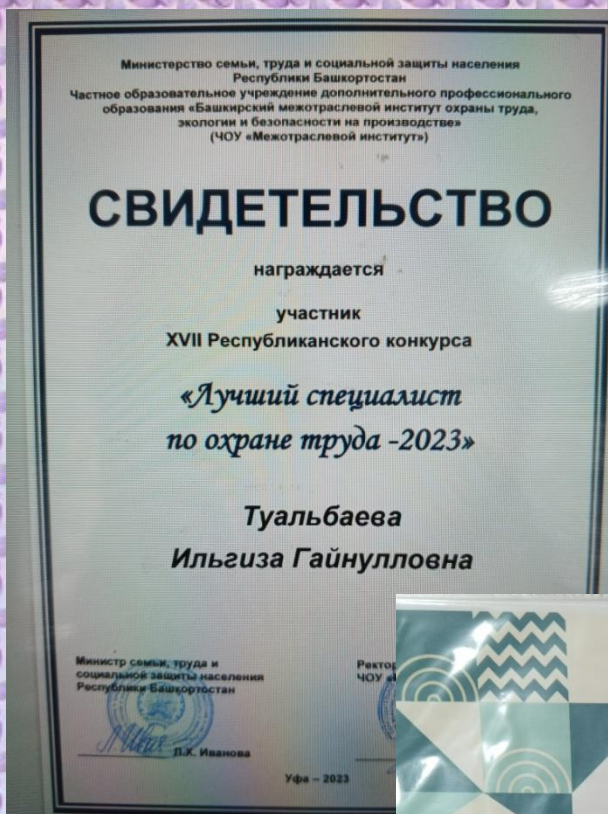 Министерство семьи, труда и социальной защиты населения
Республики Башкортостан
Частное образовательное учреждение дополнительного профессионального
образования «Башкирский межотраслевой институт охраны труда,
экологии и безопасности на производстве»
(ЧОУ «Межотраслевой институт»)
СВИДЕТЕЛЬСТВО
награждается
участник
XVII Республиканского конкурса
«Лучший специалист
по охране труда -2023»
Туальбаева
Ильгиза Гайнулловна
Министр семьи, труда и
социальной защиты населения
Республики Башкортостан
Л.Х. Иванова
Ректор
ЧОУ
Уфа – 2023